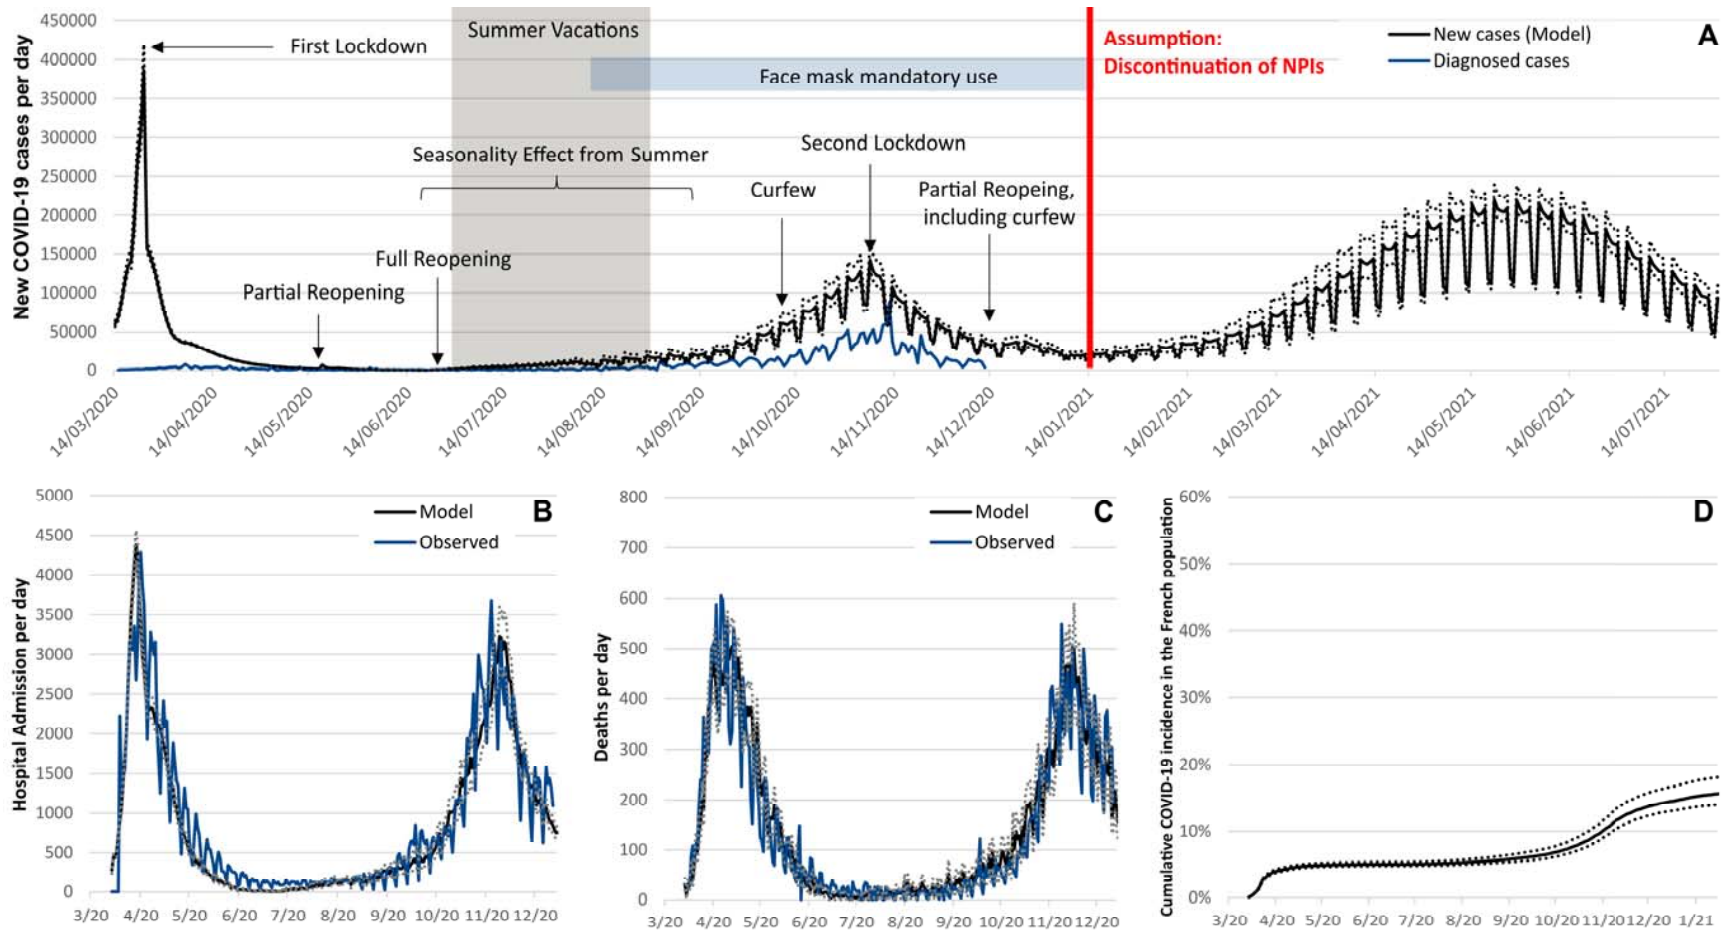 450000
400000
350000
300000
250000
200000
150000
100000
50000
0
New COVID-19 cases per day
First Lockdown
Summer Vacations
Face mask mandatory use
Seasonality Effect from Summer
Full Reopening
Partial Reopening
Curfew
Second Lockdown
Partial Reopeing,
including curfew
Assumption:
Discontinuation of NPIs
New cases (Model)
Diagnosed cases
A
14/03/2020
14/04/2020
14/05/2020
14/06/2020
14/07/2020
14/08/2020
14/09/2020
14/10/2020
14/11/2020
14/12/2020
14/01/2021
14/02/2021
14/03/2021
14/04/2021
14/05/2021
14/06/2021
14/07/2021
5000
4500
4000
3500
3000
2500
2000
1500
1000
500
0
Hospital Admission per day
Model
Observed
B
3/20 4/20 5/20 6/20 7/20 8/20 9/20 10/20 11/20 12/20
800
700
600
500
400
300
200
100
0
Deaths per day
Model
Observed
C
3/20 4/20 5/20 6/20 7/20 8/20 9/20 10/20 11/20 12/20
60%
50%
40%
30%
20%
10%
0%
Cumulative COVID-19 incidence in the French population
D
3/20 4/20 5/20 6/20 7/20 8/20 9/20 10/20 11/20 12/20 1/21